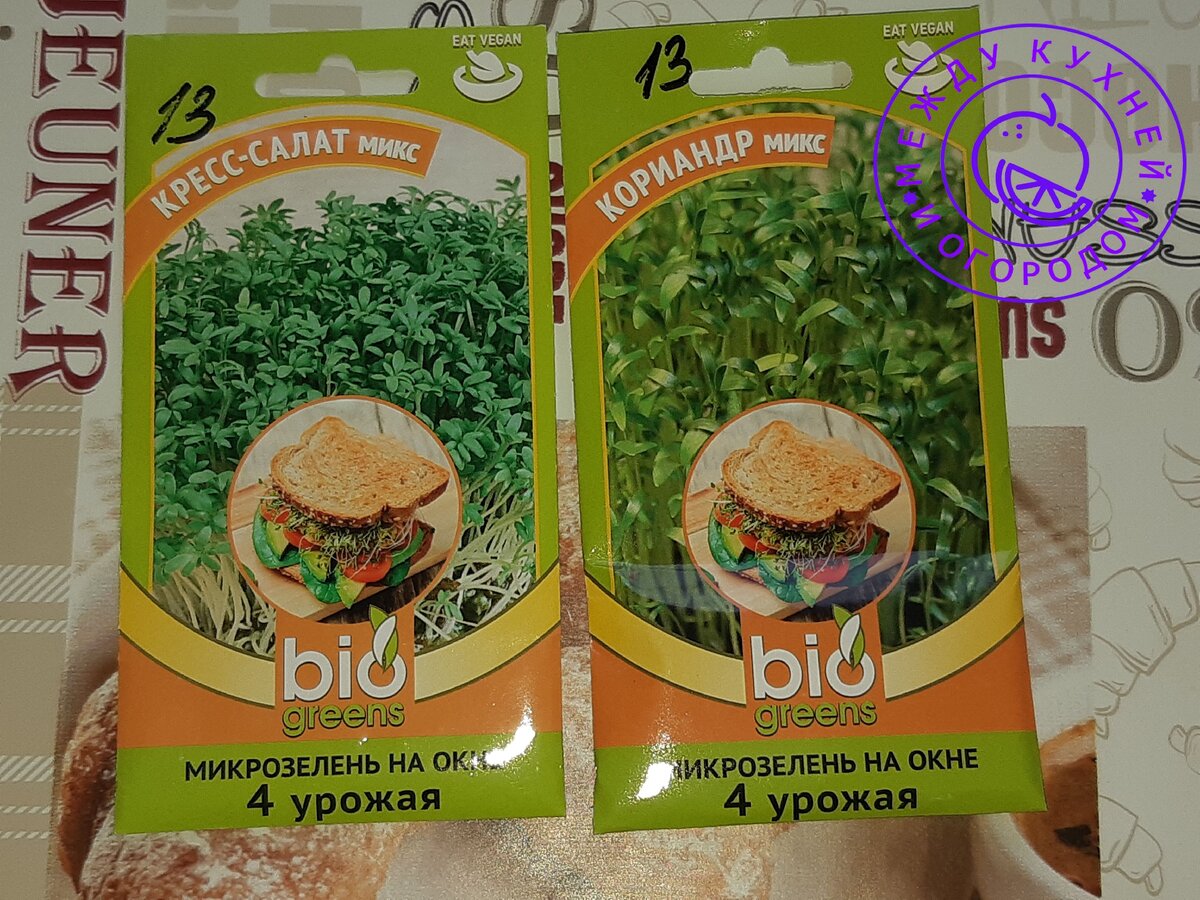 EAT VEGAN
13
КРЕСС-САЛАТ МИКС
bio
greens
МИКРОЗЕЛЕНЬ НА ОКНЕ
4 урожая
EAT VEGAN
13
КОРИАНДР МИКС
bio
greens
МИКРОЗЕЛЕНЬ НА ОКНЕ
4 урожая
МЕЖДУ КУХНЕЙ
И ОГОРОДОМ
EUNER
EUNER